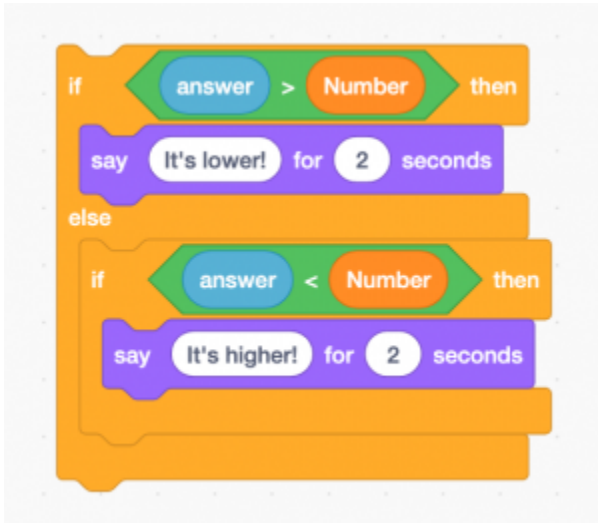 if answer > Number then
say It's lower! for 2 seconds
else
if answer < Number then
say It's higher! for 2 seconds